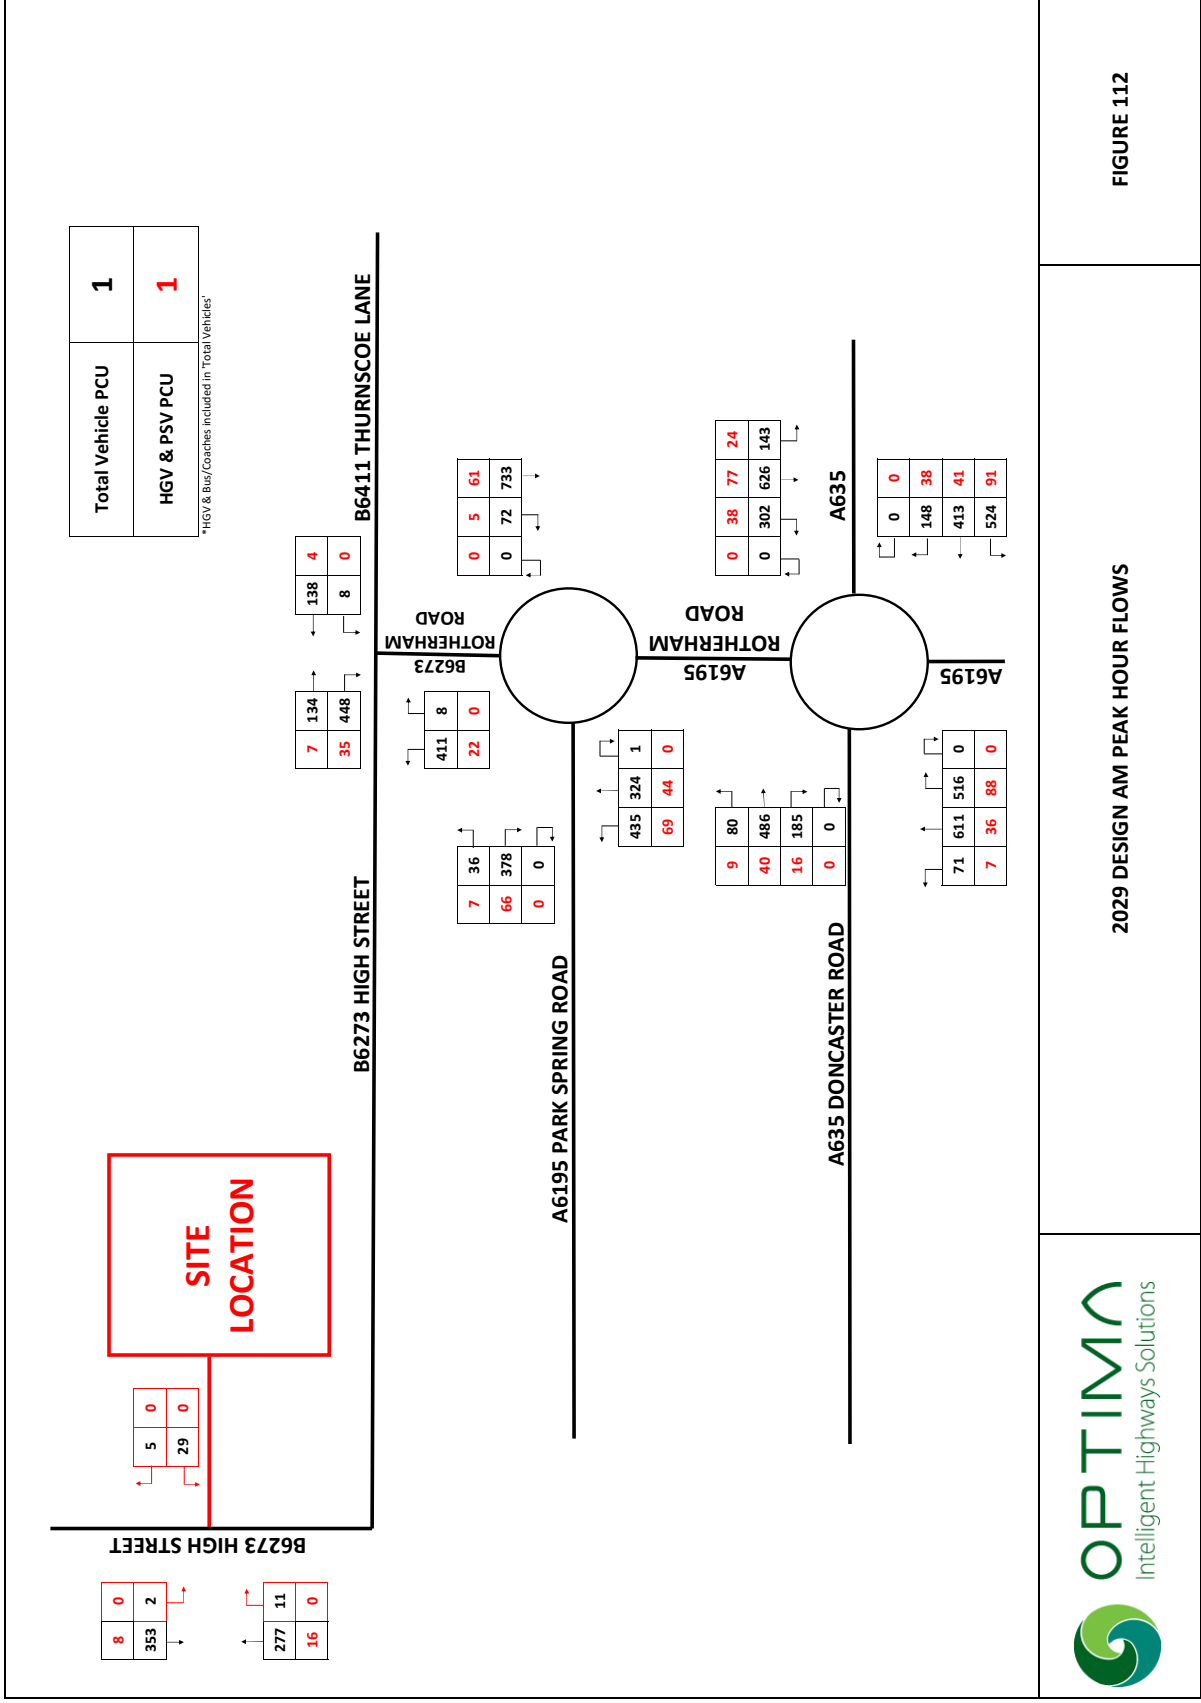 Total Vehicle PCU 1
HGV & PSV PCU 1
*HGV & Bus/Coaches included in 'Total Vehicles'
SITE
LOCATION
8 0
353 2
5 0
29 0
B6273 HIGH STREET
277 11
16 0
B6273 HIGH STREET
7 134
35 448
138 4
8 0
B6411 THURNSCOE LANE
411 8
22 0
B6273
ROTHERHAM
ROAD
0 5 61
0 72 733
7 36
66 378
0 0
A6195 PARK SPRING ROAD
435 324 1
69 44 0
A6195
ROTHERHAM
ROAD
0 38 77 24
0 302 626 143
9 80
40 486
16 185
0 0
A635 DONCASTER ROAD
A635
0 0
148 38
413 41
524 91
71 611 516 0
7 36 88 0
A6195
OPTIMA
Intelligent Highways Solutions
2029 DESIGN AM PEAK HOUR FLOWS
FIGURE 112